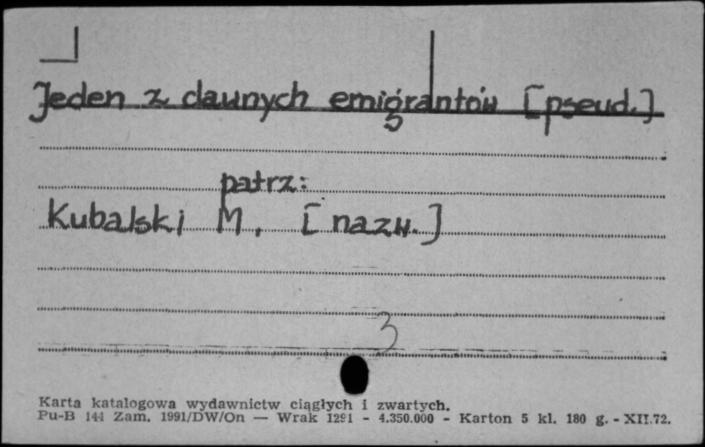 Jeden z dawnych emigrantów [pseud.]
patrz:
Kubalski M. [nazw.]
3
Karta katalogowa wydawnictw ciągłych i zwartych.
Pu-B 144 Zam. 1991/DW/On — Wrak 1291 - 4.350.000 - Karton 5 kl. 180 g. - XII.72.